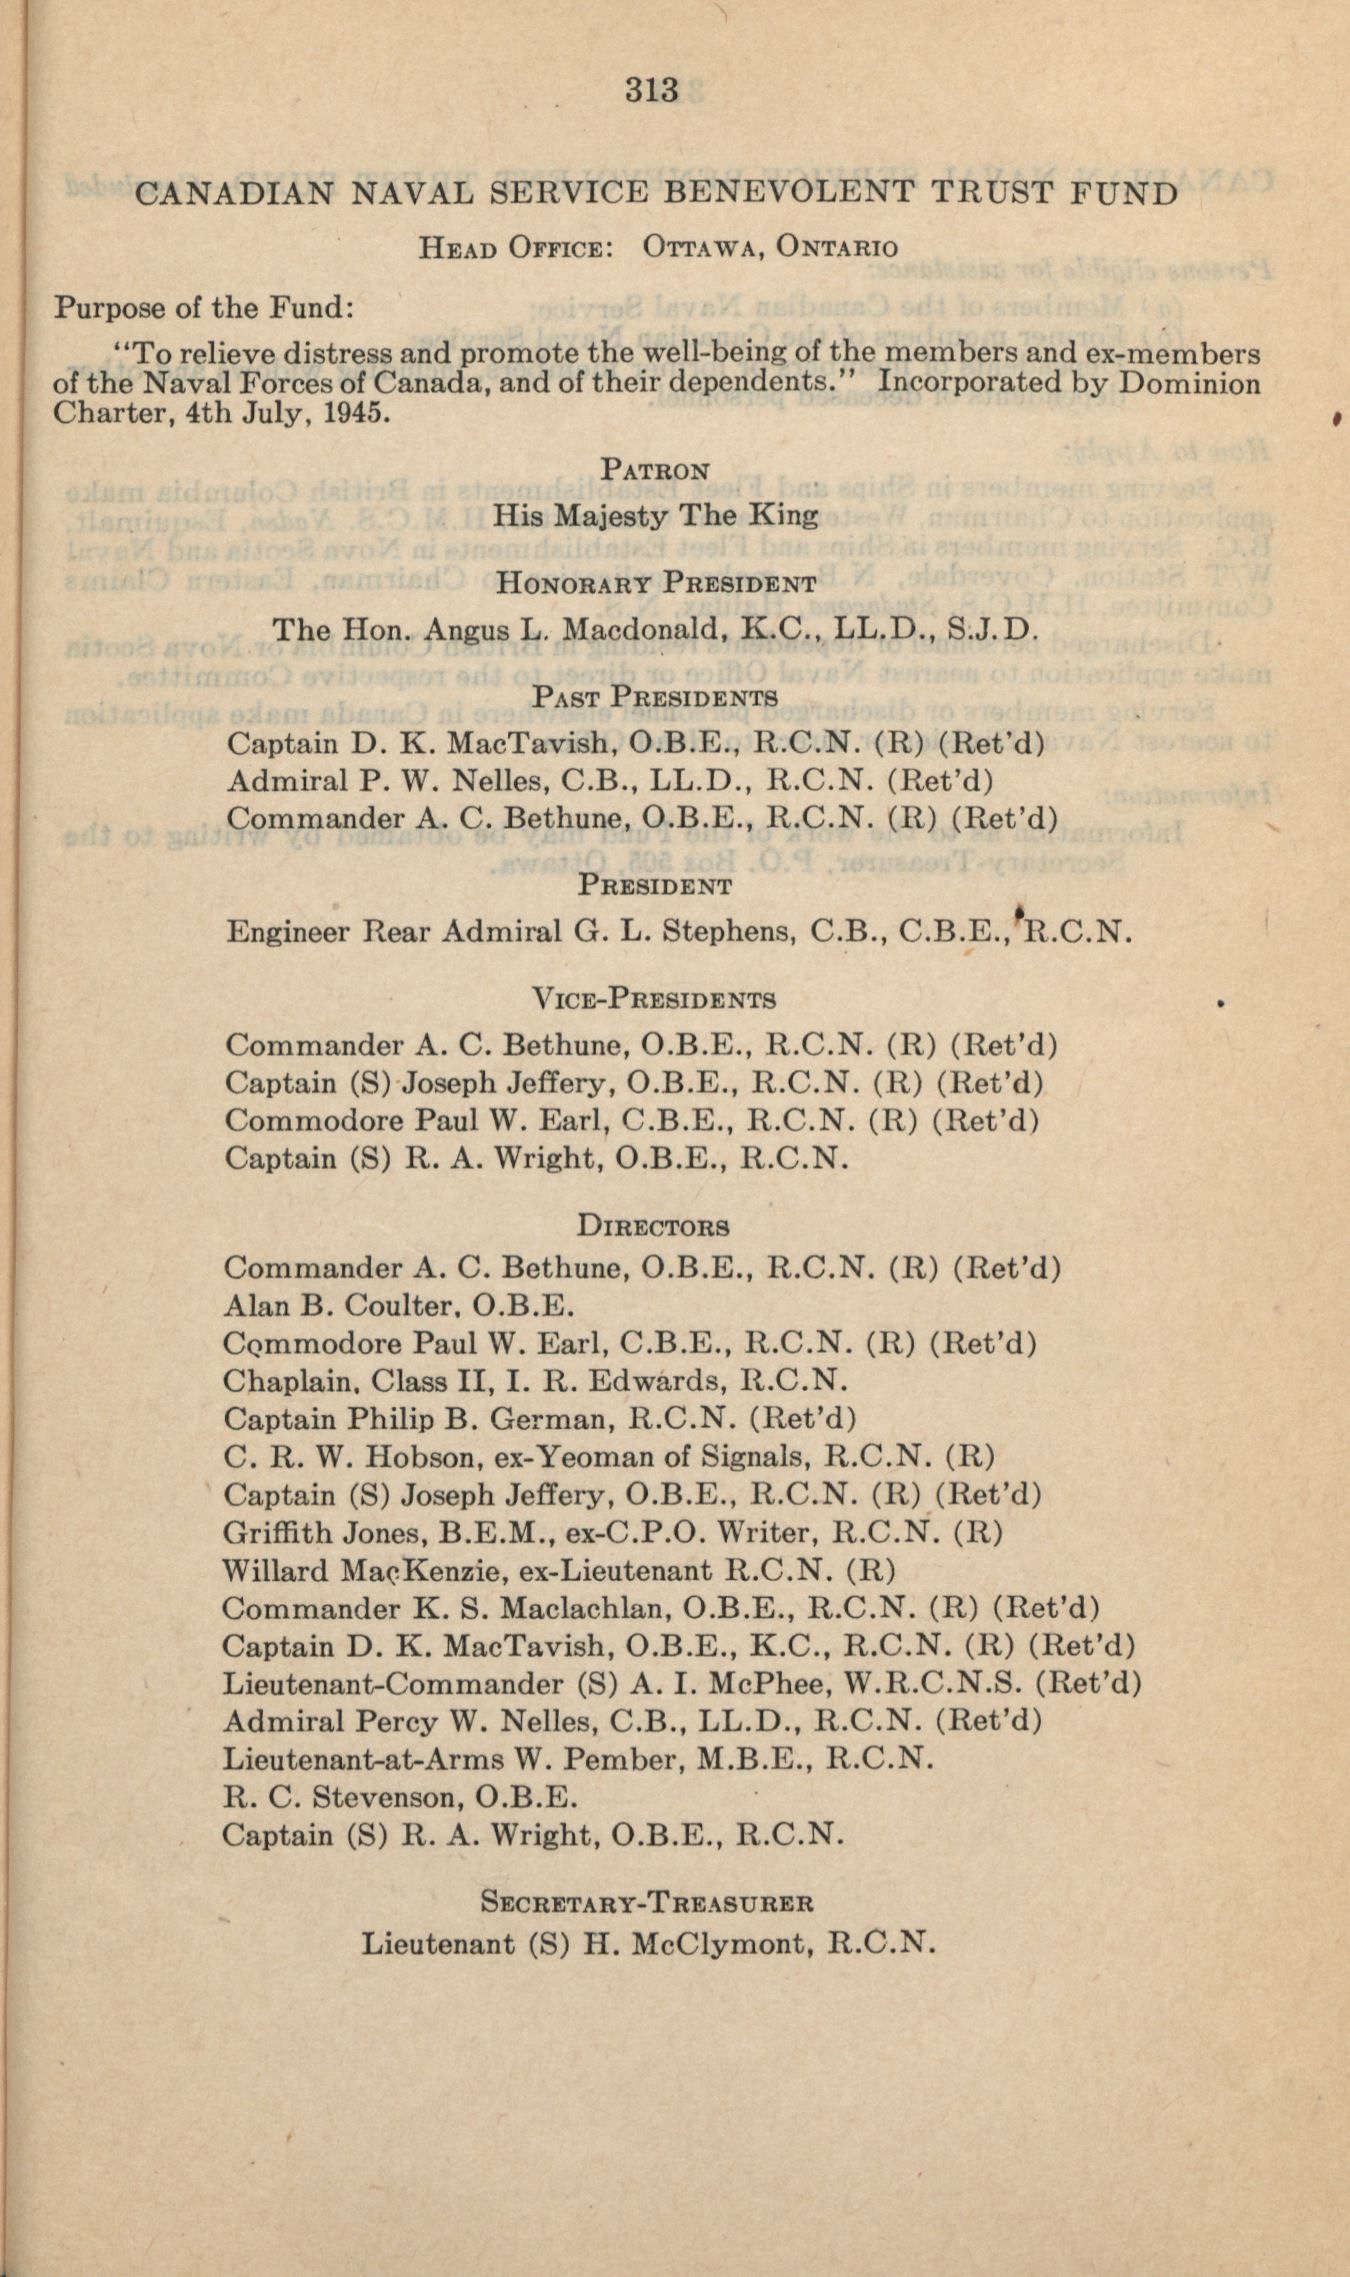 313
CANADIAN NAVAL SERVICE BENEVOLENT TRUST FUND
HEAD OFFICE: OTTAWA, ONTARIO
Purpose of the Fund:
"To relieve distress and promote the well-being of the members and ex-members
of the Naval Forces of Canada, and of their dependents." Incorporated by Dominion
Charter, 4th July, 1945.
PATRON
His Majesty The King
HONORARY PRESIDENT
The Hon. Angus L. Macdonald, K.C., LL.D., S.J.D.
PAST PRESIDENTS
Captain D. K. MacTavish, O.B.E., R.C.N. (R) (Ret'd)
Admiral P. W. Nelles, C.B., LL.D., R.C.N. (Ret'd)
Commander A. C. Bethune, O.B.E., R.C.N. (R) (Ret'd)
PRESIDENT
Engineer Rear Admiral G. L. Stephens, C.B., C.B.E., R.C.N.
VICE-PRESIDENTS
Commander A. C. Bethune, O.B.E., R.C.N. (R) (Ret'd)
Captain (S) Joseph Jeffery, O.B.E., R.C.N. (R) (Ret'd)
Commodore Paul W. Earl, C.B.E., R.C.N. (R) (Ret'd)
Captain (S) R. A. Wright, O.B.E., R.C.N.
DIRECTORS
Commander A. C. Bethune, O.B.E., R.C.N. (R) (Ret'd)
Alan B. Coulter, O.B.E.
Commodore Paul W. Earl, C.B.E., R.C.N. (R) (Ret'd)
Chaplain, Class II, I. R. Edwards, R.C.N.
Captain Philip B. German, R.C.N. (Ret'd)
C. R. W. Hobson, ex-Yeoman of Signals, R.C.N. (R)
Captain (S) Joseph Jeffery, O.B.E., R.C.N. (R) (Ret'd)
Griffith Jones, B.E.M., ex-C.P.O. Writer, R.C.N. (R)
Willard MacKenzie, ex-Lieutenant R.C.N. (R)
Commander K. S. Maclachlan, O.B.E., R.C.N. (R) (Ret'd)
Captain D. K. MacTavish, O.B.E., K.C., R.C.N. (R) (Ret'd)
Lieutenant-Commander (S) A. I. McPhee, W.R.C.N.S. (Ret'd)
Admiral Percy W. Nelles, C.B., LL.D., R.C.N. (Ret'd)
Lieutenant-at-Arms W. Pember, M.B.E., R.C.N.
R. C. Stevenson, O.B.E.
Captain (S) R. A. Wright, O.B.E., R.C.N.
SECRETARY-TREASURER
Lieutenant (S) H. McClymont, R.C.N.